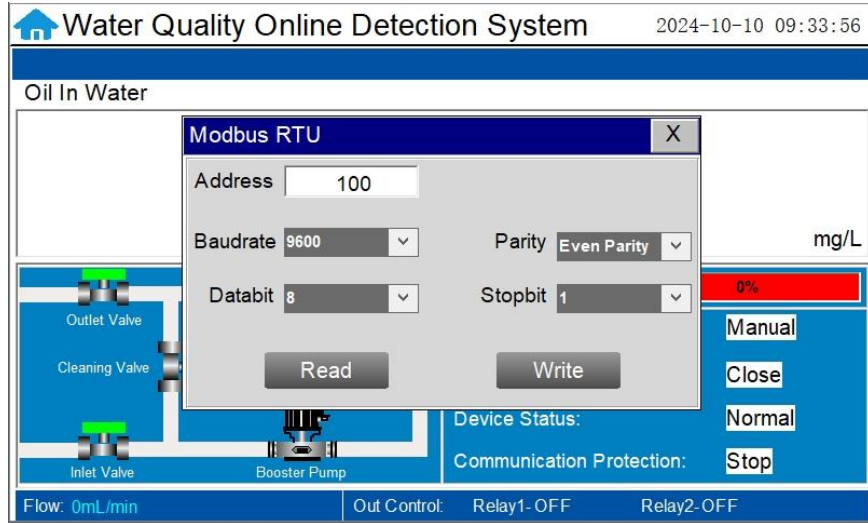 Water Quality Online Detection System 2024-10-10 09:33:56
Oil In Water
Modbus RTU X
Address 100
Baudrate 9600 Parity Even Parity
mg/L
Databit 8 Stopbit 1
0%
Outlet Valve
Manual
Cleaning Valve
Read Write
Close
Device Status: Normal
Inlet Valve Booster Pump Communication Protection: Stop
Flow: 0mL/min Out Control: Relay1-OFF Relay2-OFF